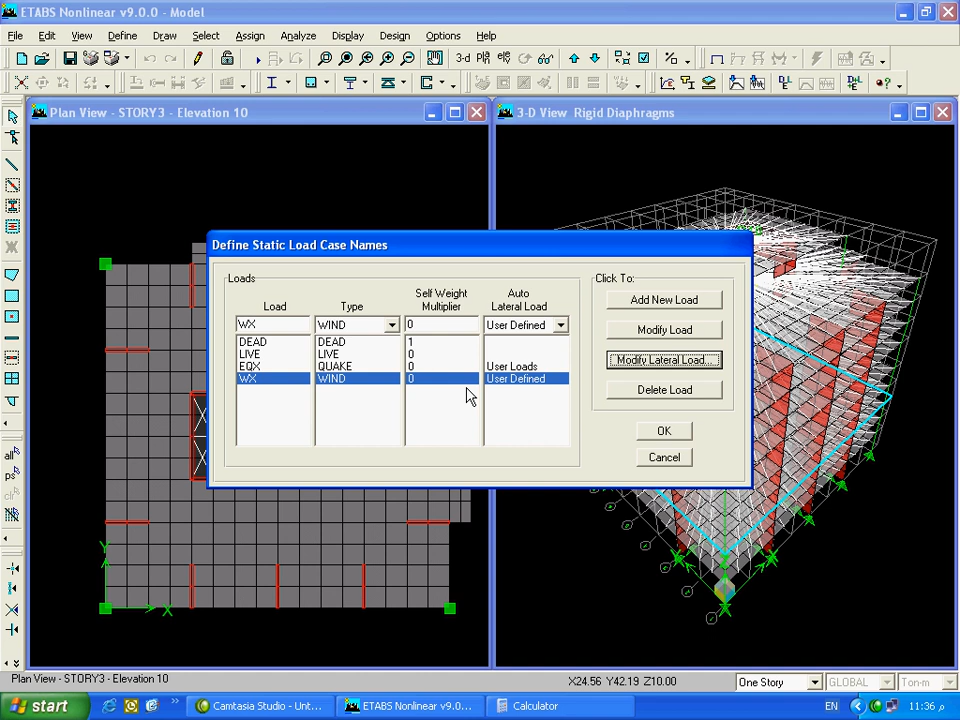 ETABS Nonlinear v9.0.0 - Model
File Edit View Define Draw Select Assign Analyze Display Design Options Help
3-d
Plan View - STORY3 - Elevation 10
3-D View Rigid Diaphragms
Define Static Load Case Names
Loads
Click To:
Load Type Self Weight Multiplier Auto Lateral Load
WX WIND 0 User Defined
DEAD DEAD 1
LIVE LIVE 0
EQX QUAKE 0 User Loads
WX WIND 0 User Defined
Add New Load
Modify Load
Modify Lateral Load...
Delete Load
OK
Cancel
all
ps
clr
Y
X
Plan View - STORY3 - Elevation 10
X24.56 Y42.19 Z10.00
One Story
GLOBAL
Ton-m
start
Camtasia Studio - Unt...
ETABS Nonlinear v9.0....
Calculator
EN
11:36 م